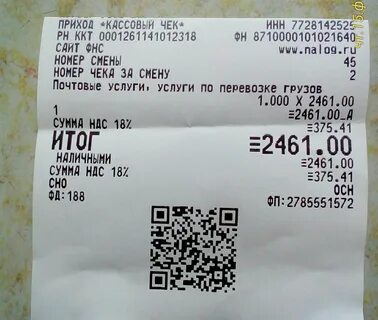 ПРИХОД *КАССОВЫЙ ЧЕК* ИНН 7728142525
РН ККТ 0001261141012318 ФН 8710000101021640
САЙТ ФНС www.nalog.ru
НОМЕР СМЕНЫ 45
НОМЕР ЧЕКА ЗА СМЕНУ 2
Почтовые услуги, услуги по перевозке грузов
1.000 X 2461.00
1 ≡2461.00_А
СУММА НДС 18% ≡375.41
ИТОГ ≡2461.00
НАЛИЧНЫМИ ≡2461.00
СУММА НДС 18% ≡375.41
СНО ОСН
ФД:188 ФП:2785551572